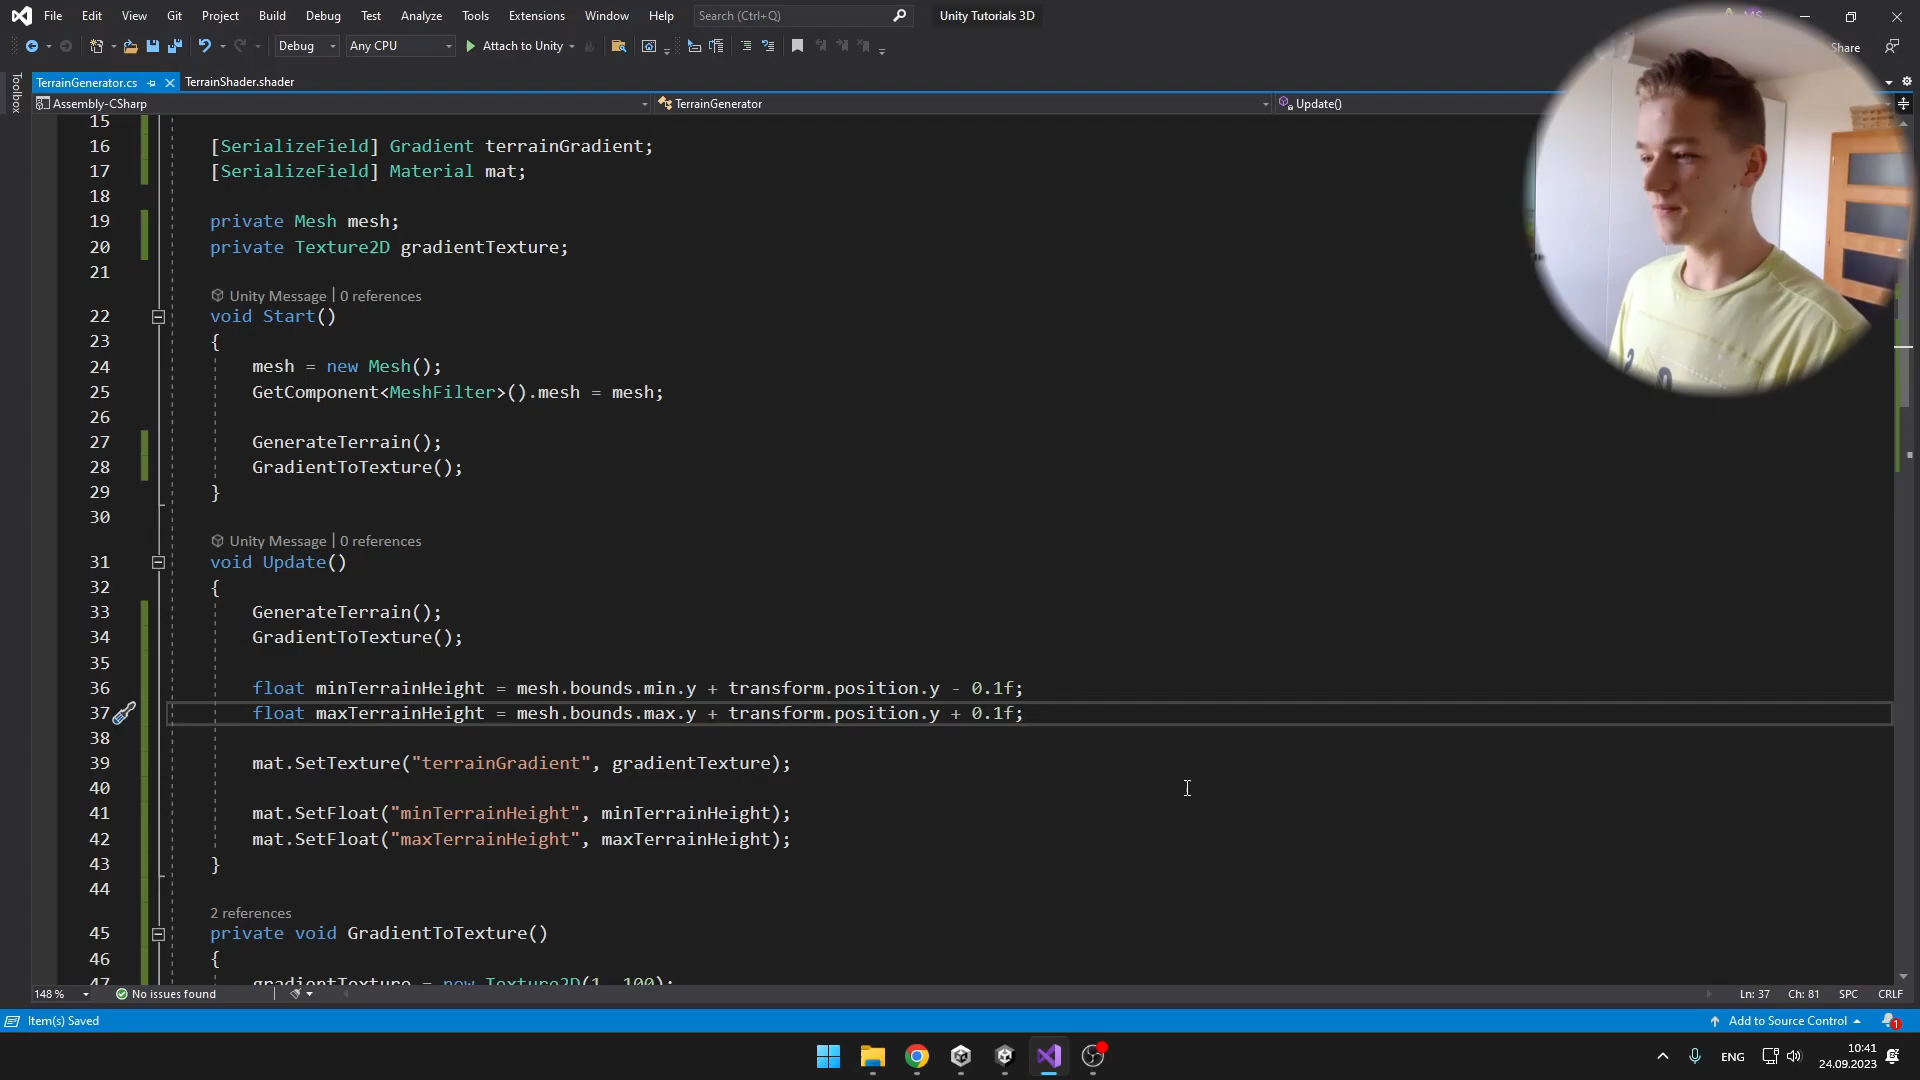 File Edit View Git Project Build Debug Test Analyze Tools Extensions Window Help Search (Ctrl+Q) Unity Tutorials 3D
Debug Any CPU Attach to Unity Share
Toolbox
TerrainGenerator.cs TerrainShader.shader
Assembly-CSharp TerrainGenerator Update()
15
16 [SerializeField] Gradient terrainGradient;
17 [SerializeField] Material mat;
18
19 private Mesh mesh;
20 private Texture2D gradientTexture;
21
Unity Message | 0 references
22 void Start()
23 {
24 mesh = new Mesh();
25 GetComponent<MeshFilter>().mesh = mesh;
26
27 GenerateTerrain();
28 GradientToTexture();
29 }
30
Unity Message | 0 references
31 void Update()
32 {
33 GenerateTerrain();
34 GradientToTexture();
35
36 float minTerrainHeight = mesh.bounds.min.y + transform.position.y - 0.1f;
37 float maxTerrainHeight = mesh.bounds.max.y + transform.position.y + 0.1f;
38
39 mat.SetTexture("terrainGradient", gradientTexture);
40
41 mat.SetFloat("minTerrainHeight", minTerrainHeight);
42 mat.SetFloat("maxTerrainHeight", maxTerrainHeight);
43 }
44
2 references
45 private void GradientToTexture()
46 {
47 gradientTexture = new Texture2D(1, 100);
148 % No issues found Ln: 37 Ch: 81 SPC CRLF
Item(s) Saved Add to Source Control 1
ENG 10:41
24.09.2023